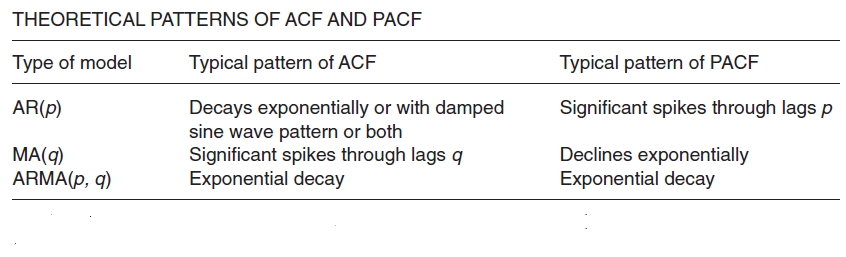 THEORETICAL PATTERNS OF ACF AND PACF
Type of model Typical pattern of ACF Typical pattern of PACF
AR(p) Decays exponentially or with damped Significant spikes through lags p
sine wave pattern or both
MA(q) Significant spikes through lags q Declines exponentially
ARMA(p, q) Exponential decay Exponential decay